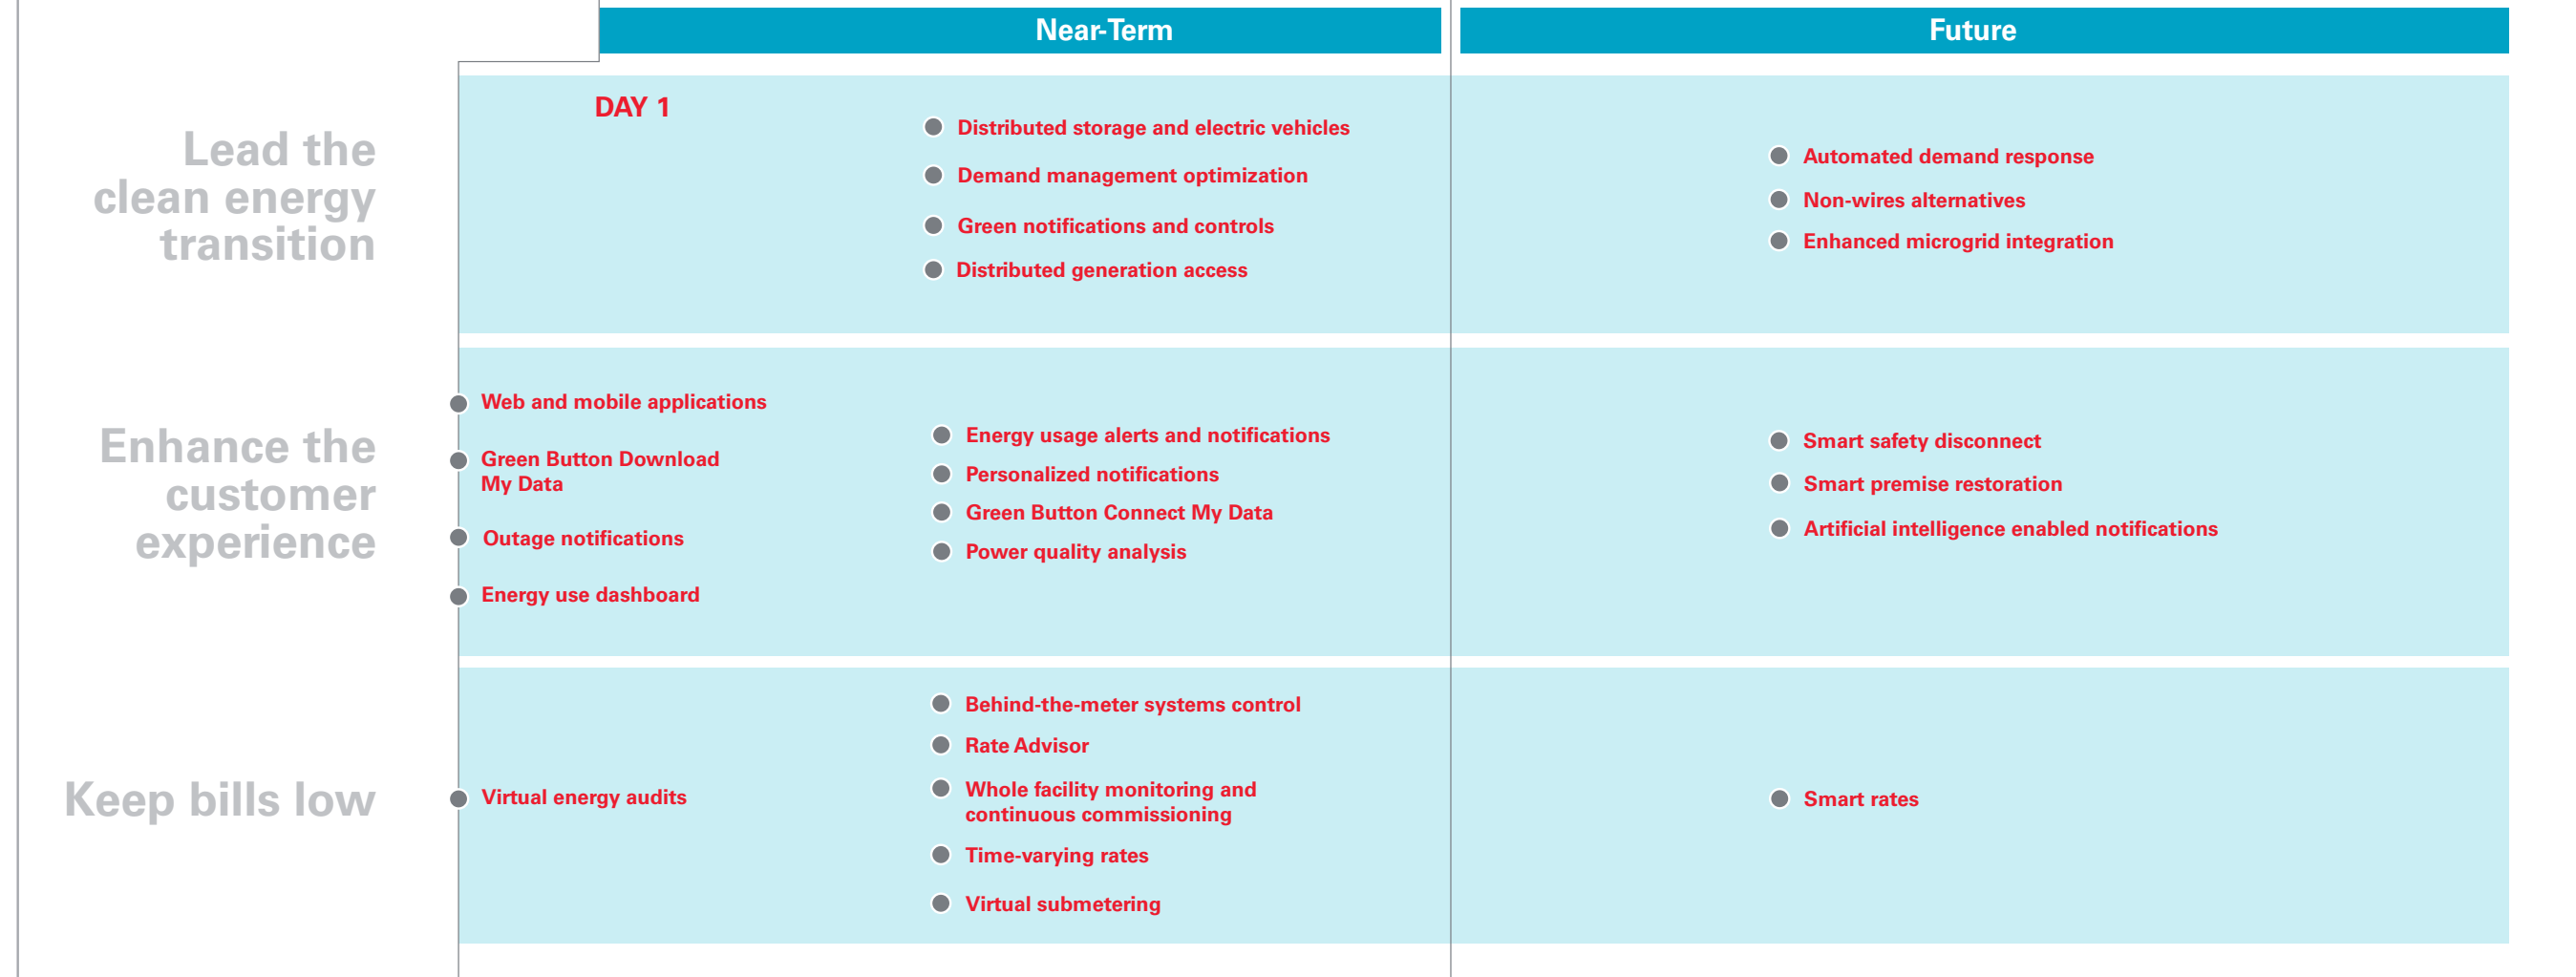 Near-Term
Future
Lead the
clean energy
transition
DAY 1
Distributed storage and electric vehicles
Demand management optimization
Green notifications and controls
Distributed generation access
Automated demand response
Non-wires alternatives
Enhanced microgrid integration
Enhance the
customer
experience
Web and mobile applications
Green Button Download
My Data
Outage notifications
Energy use dashboard
Energy usage alerts and notifications
Personalized notifications
Green Button Connect My Data
Power quality analysis
Smart safety disconnect
Smart premise restoration
Artificial intelligence enabled notifications
Keep bills low
Virtual energy audits
Behind-the-meter systems control
Rate Advisor
Whole facility monitoring and
continuous commissioning
Time-varying rates
Virtual submetering
Smart rates